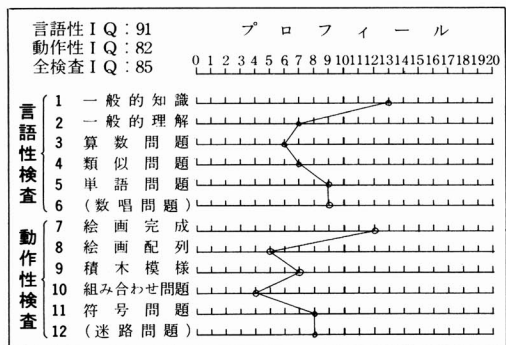 言語性ＩＱ：91
動作性ＩＱ：82
全検査ＩＱ：85
プロフィール
0 1 2 3 4 5 6 7 8 9 10 11 12 13 14 15 16 17 18 19 20
言語性検査
1 一般的知識
2 一般的理解
3 算数問題
4 類似問題
5 単語問題
6 (数唱問題)
動作性検査
7 絵画完成
8 絵画配列
9 積木模様
10 組み合わせ問題
11 符号問題
12 (迷路問題)